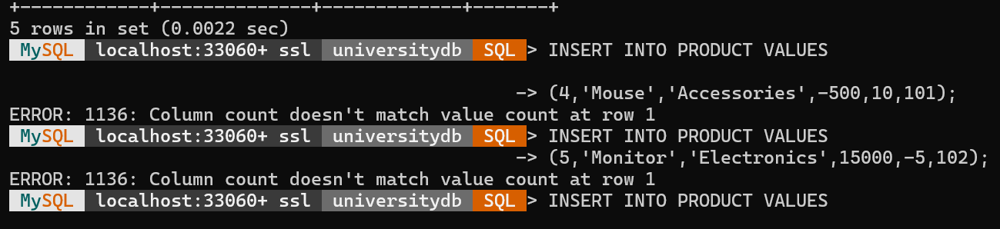 +------------+--------------+-------------+-------+
5 rows in set (0.0022 sec)
MySQL localhost:33060+ ssl universitydb SQL > INSERT INTO PRODUCT VALUES
-> (4,'Mouse','Accessories',-500,10,101);
ERROR: 1136: Column count doesn't match value count at row 1
MySQL localhost:33060+ ssl universitydb SQL > INSERT INTO PRODUCT VALUES
-> (5,'Monitor','Electronics',15000,-5,102);
ERROR: 1136: Column count doesn't match value count at row 1
MySQL localhost:33060+ ssl universitydb SQL > INSERT INTO PRODUCT VALUES